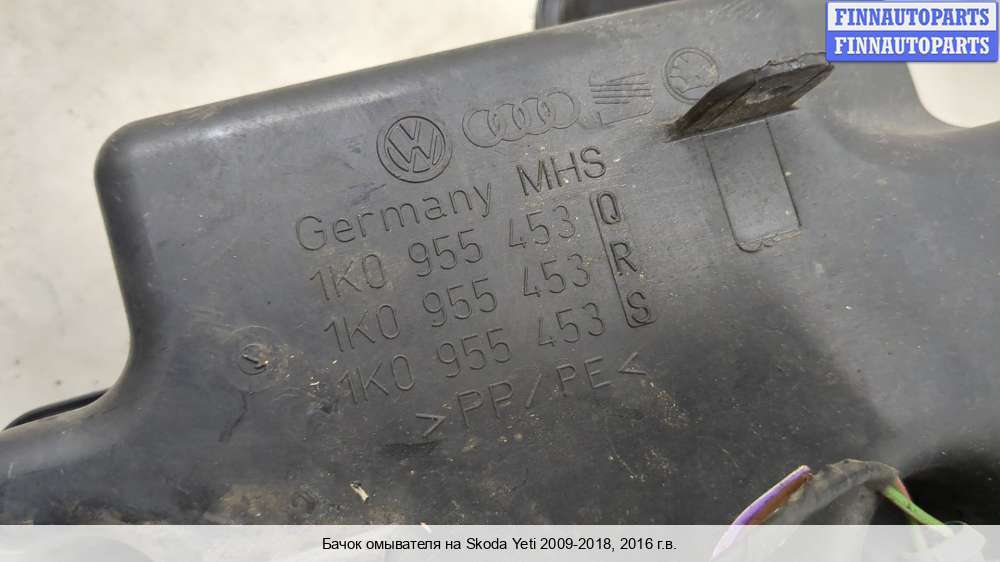 FINNAUTOPARTS
FINNAUTOPARTS
Germany MHS
1K0 955 453 Q
1K0 955 453 R
1K0 955 453 S
>PP/PE<
Бачок омывателя на Skoda Yeti 2009-2018, 2016 г.в.